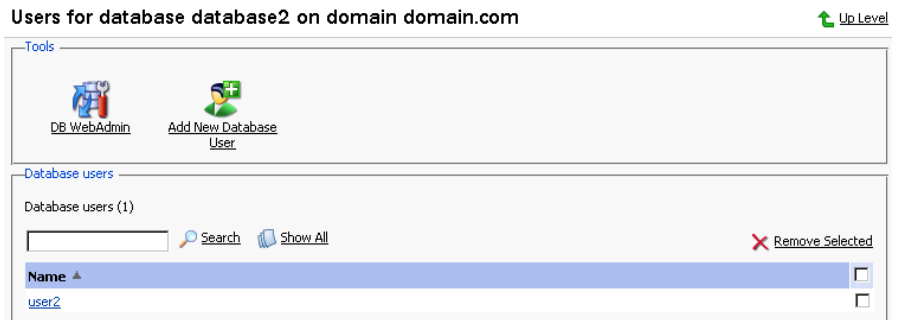 Users for database database2 on domain domain.com
Up Level
Tools
DB WebAdmin
Add New Database
User
Database users
Database users (1)
Search
Show All
Remove Selected
Name
user2